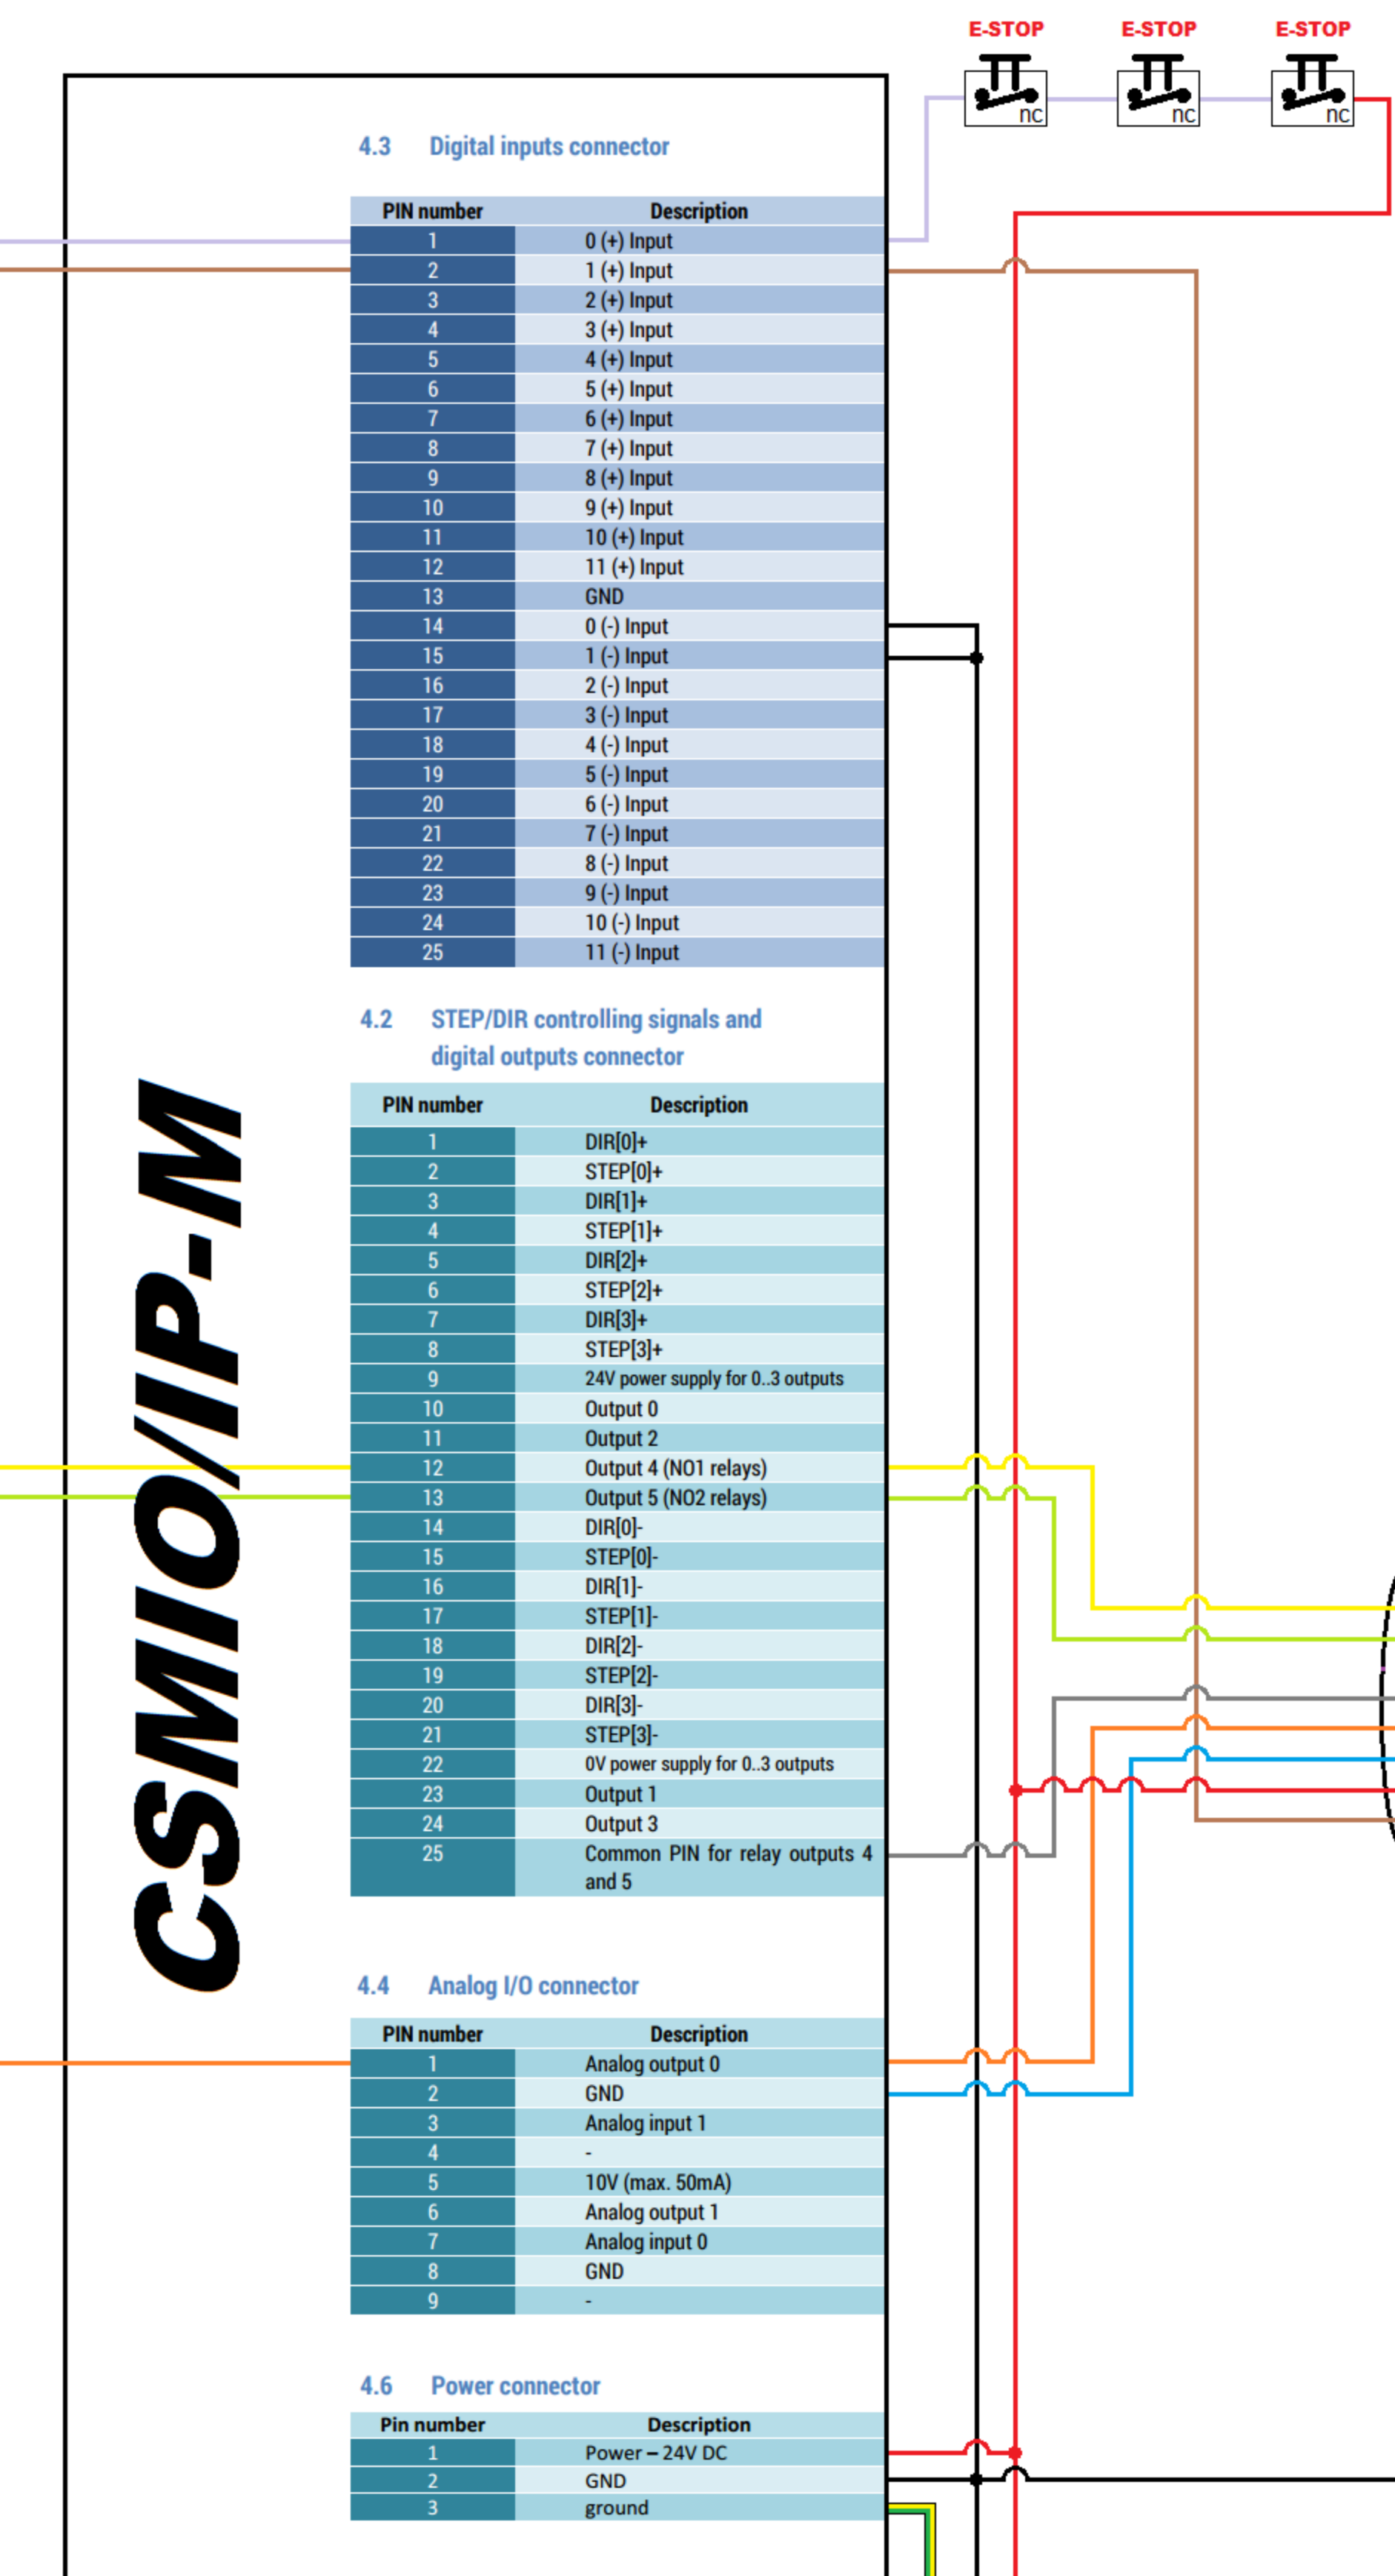 E-STOP E-STOP E-STOP
nc nc nc
4.3 Digital inputs connector
PIN number Description
1 0 (+) Input
2 1 (+) Input
3 2 (+) Input
4 3 (+) Input
5 4 (+) Input
6 5 (+) Input
7 6 (+) Input
8 7 (+) Input
9 8 (+) Input
10 9 (+) Input
11 10 (+) Input
12 11 (+) Input
13 GND
14 0 (-) Input
15 1 (-) Input
16 2 (-) Input
17 3 (-) Input
18 4 (-) Input
19 5 (-) Input
20 6 (-) Input
21 7 (-) Input
22 8 (-) Input
23 9 (-) Input
24 10 (-) Input
25 11 (-) Input
CSMIO/IP-M
4.2 STEP/DIR controlling signals and
digital outputs connector
PIN number Description
1 DIR[0]+
2 STEP[0]+
3 DIR[1]+
4 STEP[1]+
5 DIR[2]+
6 STEP[2]+
7 DIR[3]+
8 STEP[3]+
9 24V power supply for 0..3 outputs
10 Output 0
11 Output 2
12 Output 4 (NO1 relays)
13 Output 5 (NO2 relays)
14 DIR[0]-
15 STEP[0]-
16 DIR[1]-
17 STEP[1]-
18 DIR[2]-
19 STEP[2]-
20 DIR[3]-
21 STEP[3]-
22 0V power supply for 0..3 outputs
23 Output 1
24 Output 3
25 Common PIN for relay outputs 4
and 5
4.4 Analog I/O connector
PIN number Description
1 Analog output 0
2 GND
3 Analog input 1
4 -
5 10V (max. 50mA)
6 Analog output 1
7 Analog input 0
8 GND
9 -
4.6 Power connector
Pin number Description
1 Power – 24V DC
2 GND
3 ground